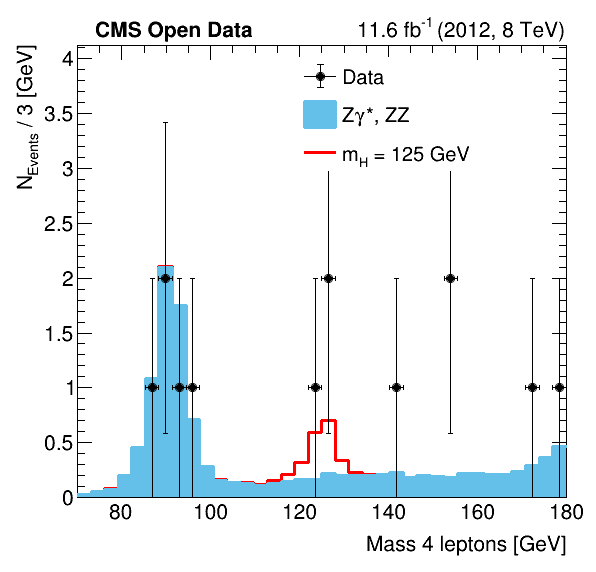 CMS Open Data 11.6 fb⁻¹ (2012, 8 TeV)
N_Events / 3 [GeV]
Data
Zγ*, ZZ
m_H = 125 GeV
4
3.5
3
2.5
2
1.5
1
0.5
0
80 100 120 140 160 180
Mass 4 leptons [GeV]